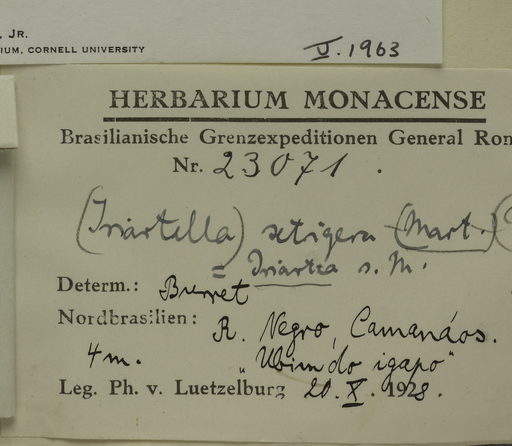 , JR.
IUM, CORNELL UNIVERSITY
V. 1963
HERBARIUM MONACENSE
Brasilianische Grenzexpeditionen General Ron
Nr. 23071.
(Iriartella) setigera (Mart.)
= Iriartea s. M.
Determ.: Burret
Nordbrasilien: R. Negro, Camanáos.
4m. "Ubim do igapo"
Leg. Ph. v. Luetzelburg 20. X. 1928.